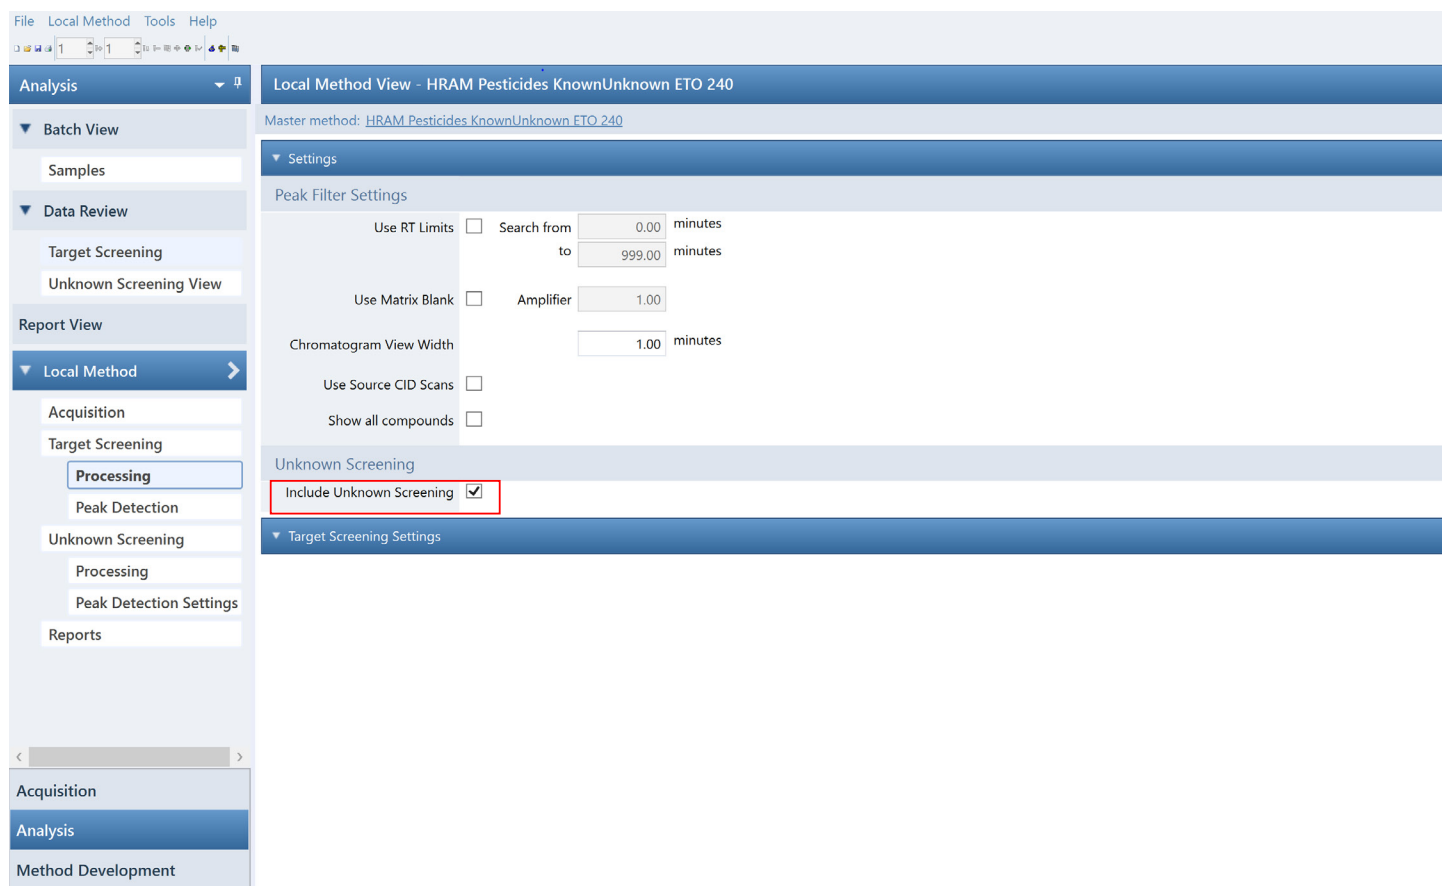 File Local Method Tools Help
1 1
Analysis
Batch View
Samples
Data Review
Target Screening
Unknown Screening View
Report View
Local Method
Acquisition
Target Screening
Processing
Peak Detection
Unknown Screening
Processing
Peak Detection Settings
Reports
Acquisition
Analysis
Method Development
Local Method View - HRAM Pesticides KnownUnknown ETO 240
Master method: HRAM Pesticides KnownUnknown ETO 240
Settings
Peak Filter Settings
Use RT Limits Search from 0.00 minutes
to 999.00 minutes
Use Matrix Blank Amplifier 1.00
Chromatogram View Width 1.00 minutes
Use Source CID Scans
Show all compounds
Unknown Screening
Include Unknown Screening
Target Screening Settings